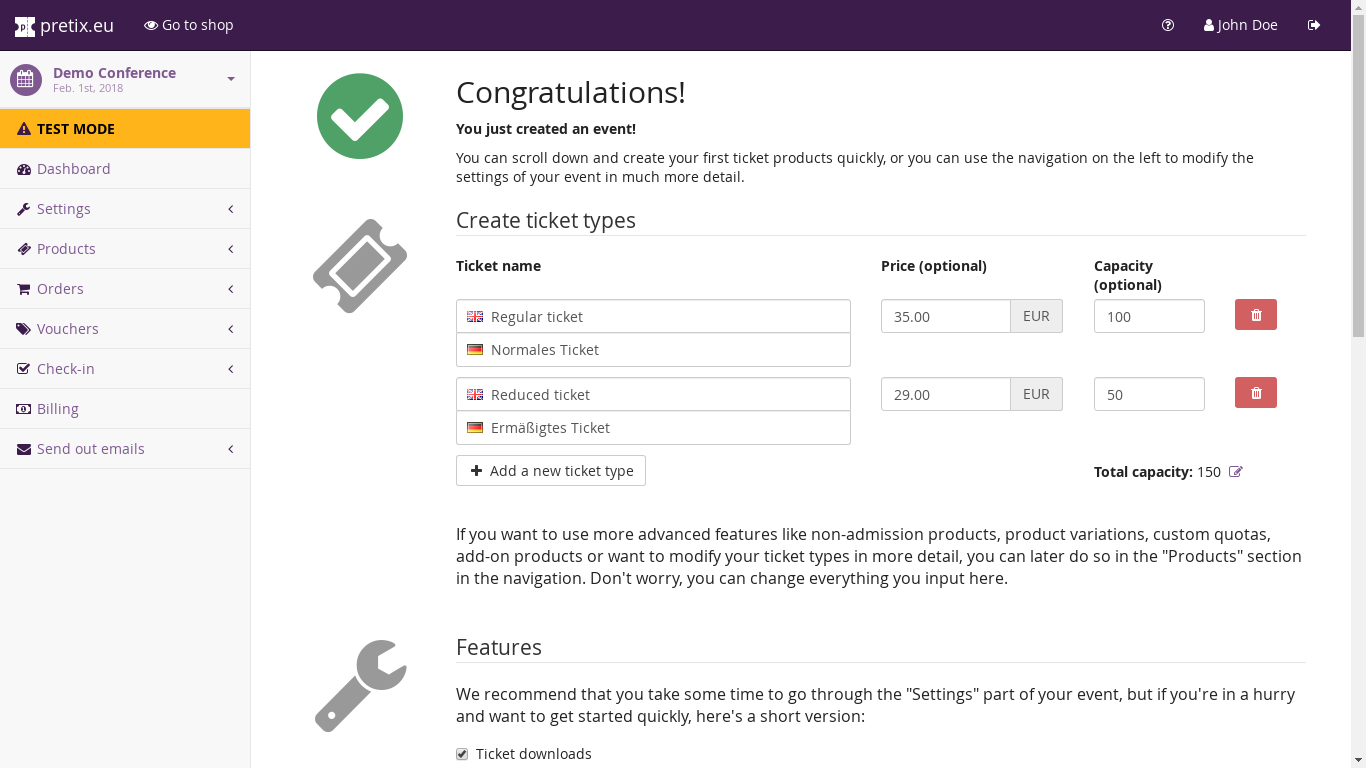 pretix.eu Go to shop John Doe
Demo Conference
Feb. 1st, 2018
TEST MODE
Dashboard
Settings
Products
Orders
Vouchers
Check-in
Billing
Send out emails
Congratulations!
You just created an event!
You can scroll down and create your first ticket products quickly, or you can use the navigation on the left to modify the
settings of your event in much more detail.
Create ticket types
Ticket name Price (optional) Capacity
(optional)
Regular ticket 35.00 EUR 100
Normales Ticket
Reduced ticket 29.00 EUR 50
Ermäßigtes Ticket
Add a new ticket type Total capacity: 150
If you want to use more advanced features like non-admission products, product variations, custom quotas,
add-on products or want to modify your ticket types in more detail, you can later do so in the "Products" section
in the navigation. Don't worry, you can change everything you input here.
Features
We recommend that you take some time to go through the "Settings" part of your event, but if you're in a hurry
and want to get started quickly, here's a short version:
Ticket downloads